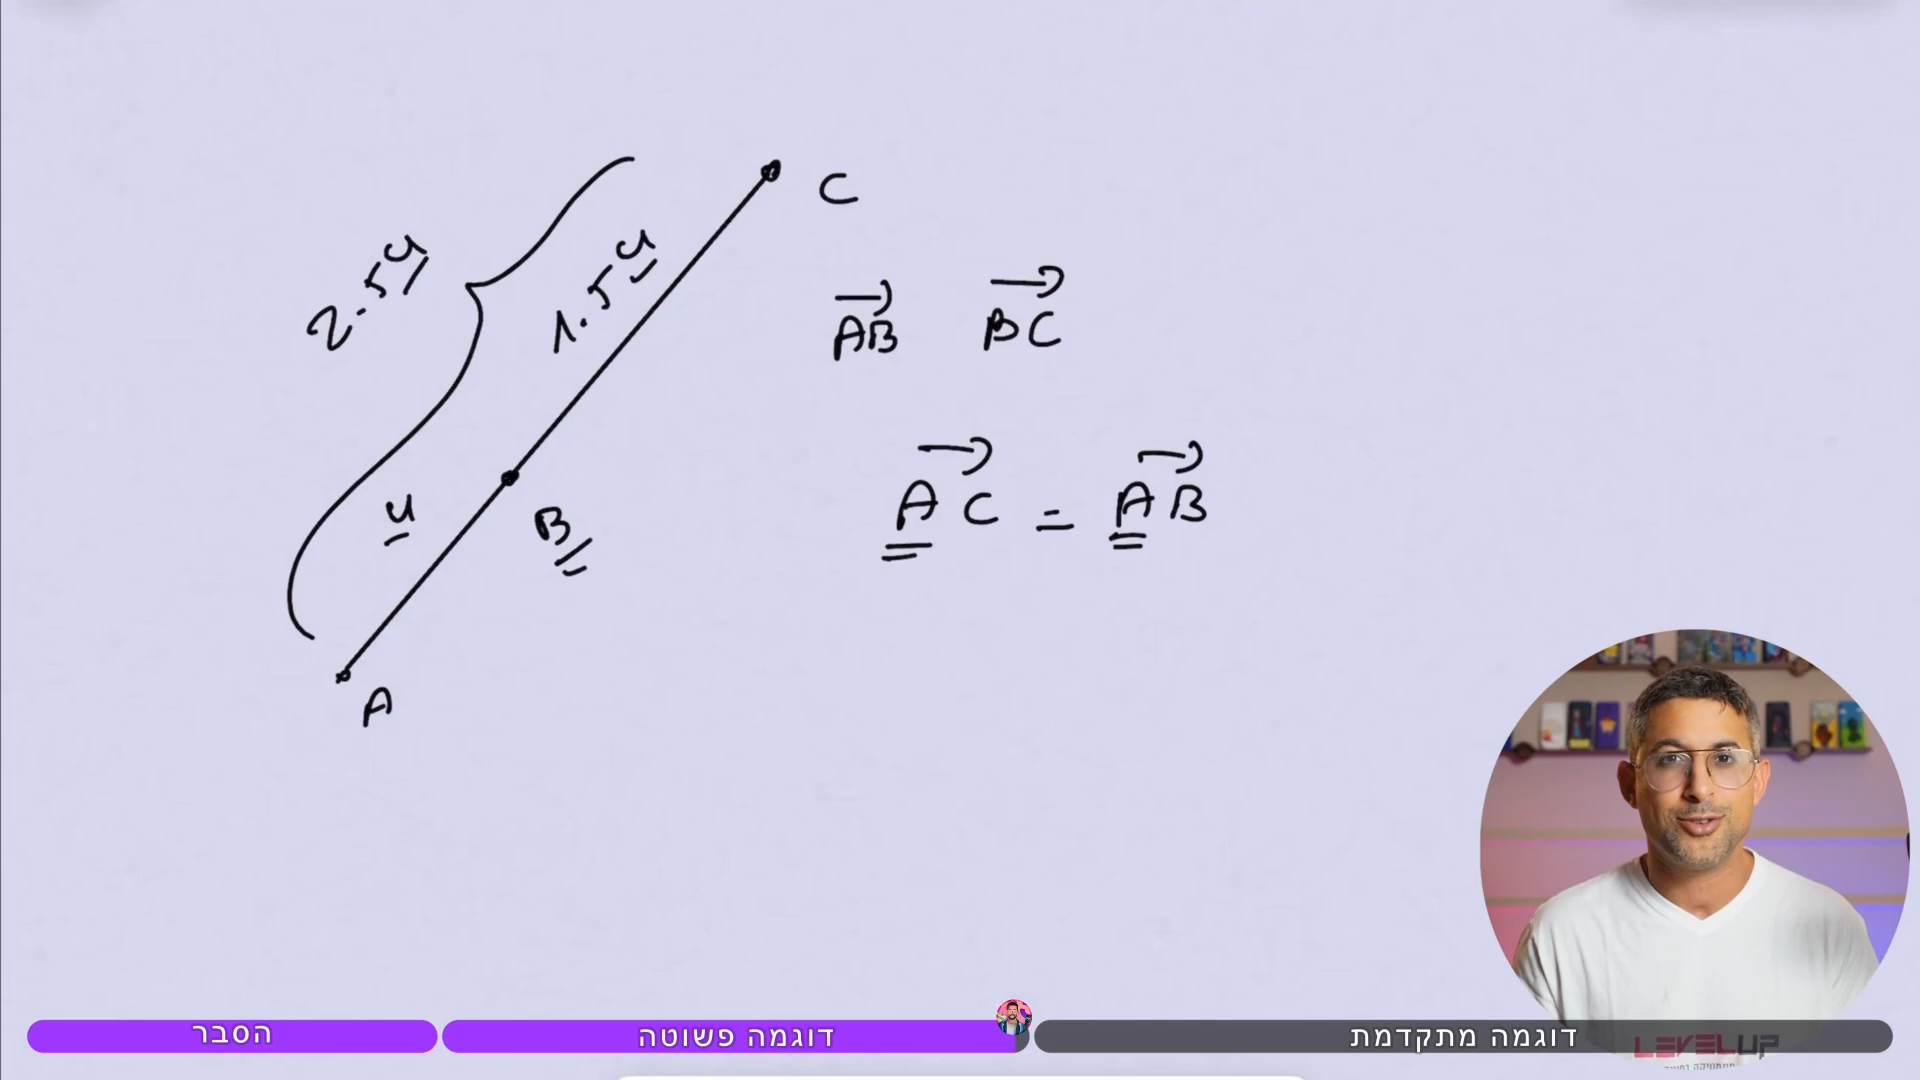 C
2.5u
1.5u
AB BC
AC = AB
u
B
A
הסבר
דוגמה פשוטה
דוגמה מתקדמת
LEVELUP